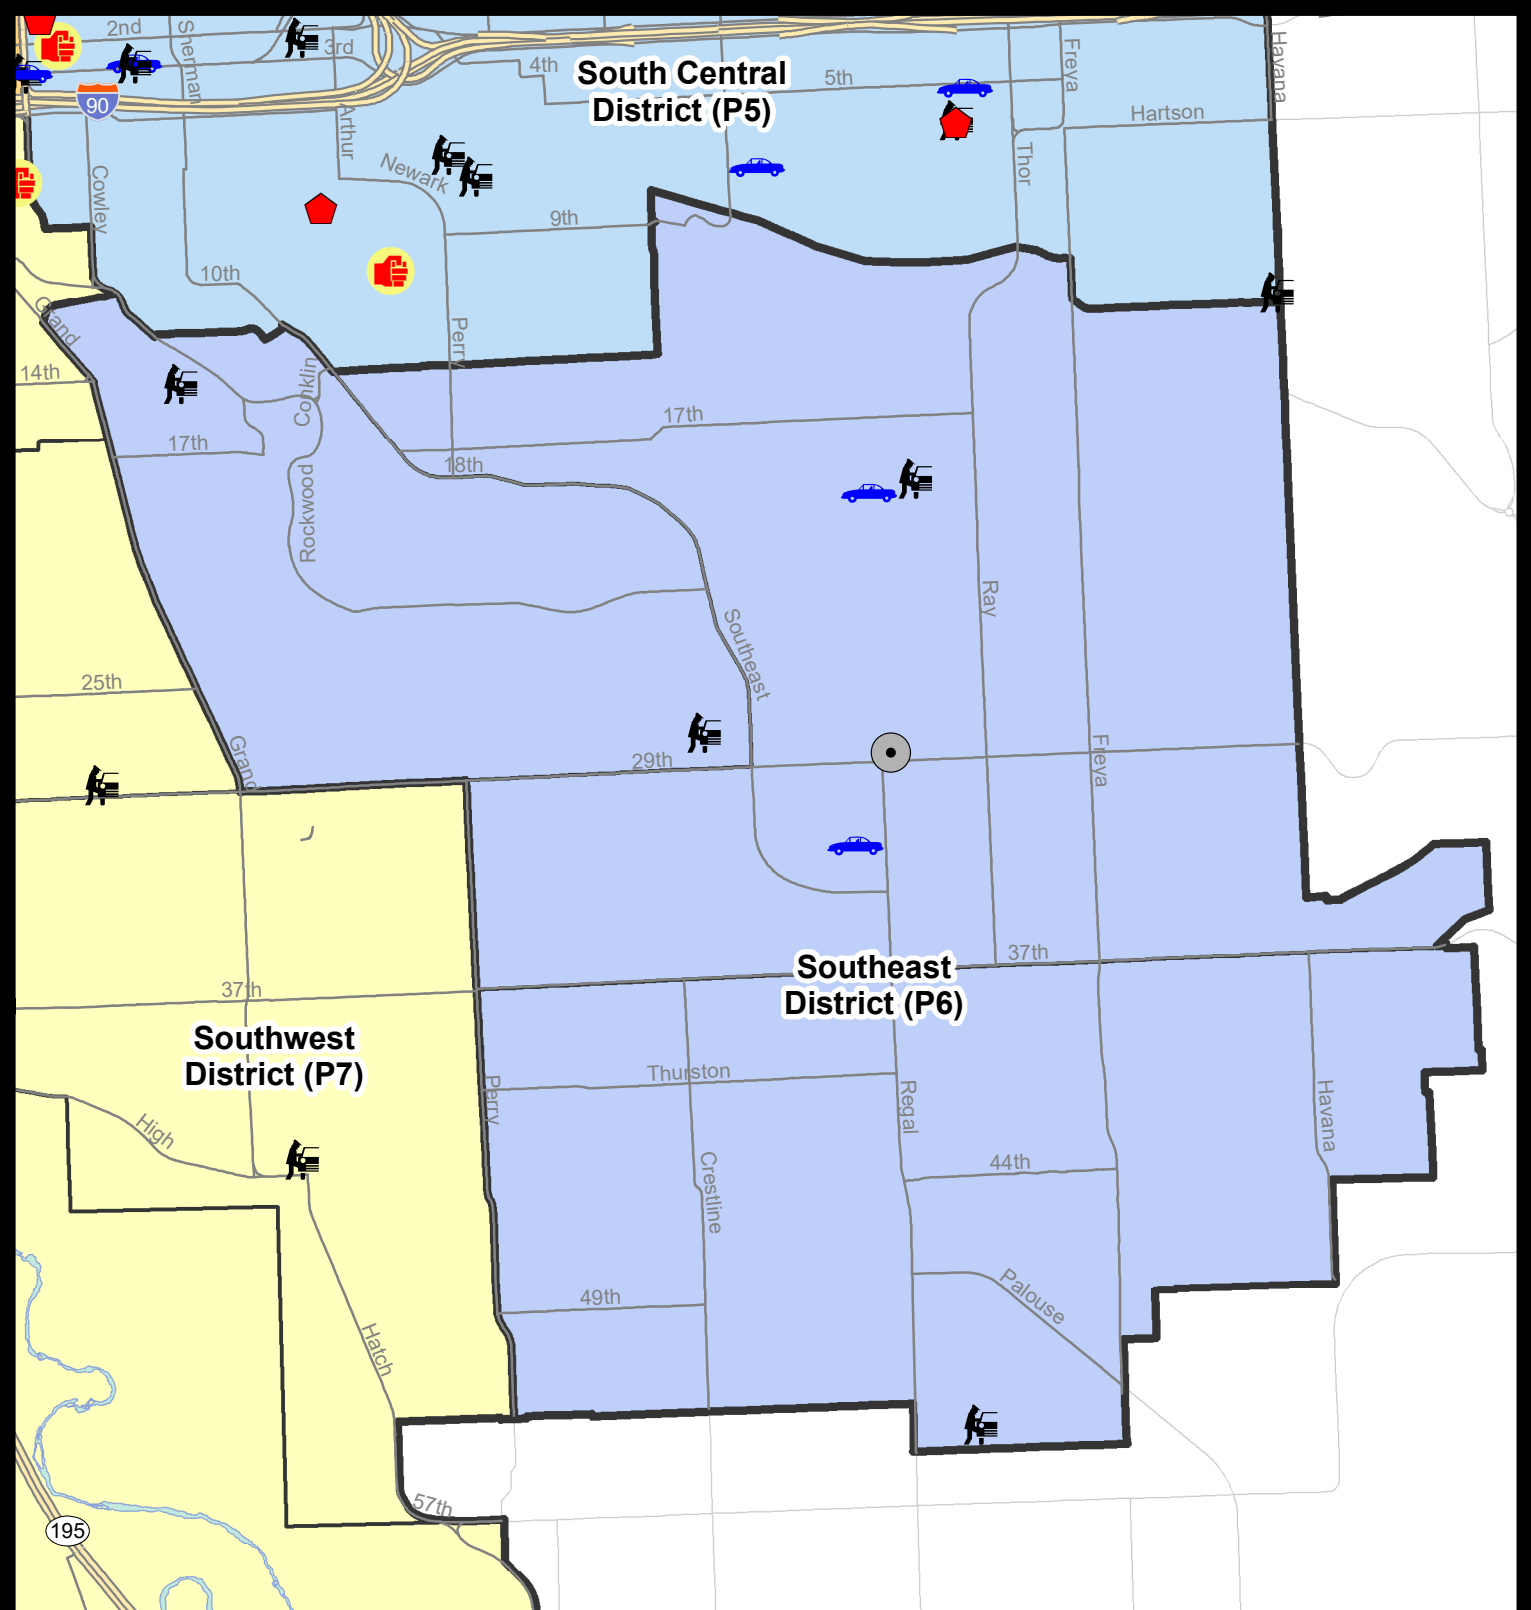 2nd
Sherman
3rd
4th
South Central
District (P5)
5th
Freya
Havana
90
Arthur
Hartson
Newark
Thor
Cowley
9th
10th
Grand
Perry
14th
Conklin
17th
17th
18th
Rockwood
Ray
Southeast
25th
Grand
29th
Freya
37th
Southeast
District (P6)
37th
Southwest
District (P7)
Thurston
Perry
Regal
Havana
High
44th
Crestline
Palouse
49th
Hatch
57th
195